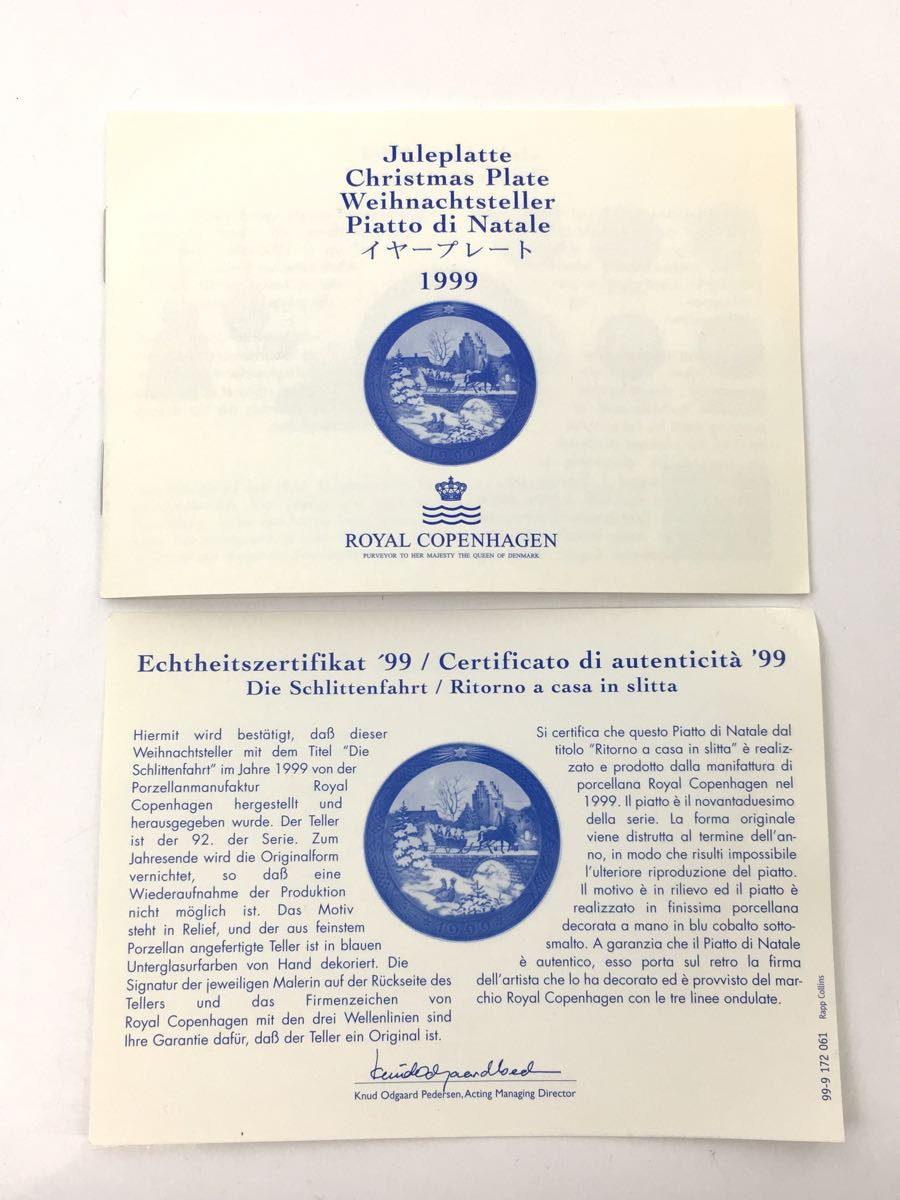 Juleplatte
Christmas Plate
Weihnachtsteller
Piatto di Natale
イヤープレート
1999
1999
ROYAL COPENHAGEN
PURVEYOR TO HER MAJESTY THE QUEEN OF DENMARK
Echtheitszertifikat ´99 / Certificato di autenticità ’99
Die Schlittenfahrt / Ritorno a casa in slitta
Hiermit wird bestätigt, daß dieser
Weihnachtsteller mit dem Titel “Die
Schlittenfahrt” im Jahre 1999 von der
Porzellanmanufaktur Royal
Copenhagen hergestellt und
herausgegeben wurde. Der Teller
ist der 92. der Serie. Zum
Jahresende wird die Originalform
vernichtet, so daß eine
Wiederaufnahme der Produktion
nicht möglich ist. Das Motiv
steht in Relief, und der aus feinstem
Porzellan angefertigte Teller ist in blauen
Unterglasurfarben von Hand dekoriert. Die
Signatur der jeweiligen Malerin auf der Rückseite des
Tellers und das Firmenzeichen von
Royal Copenhagen mit den drei Wellenlinien sind
Ihre Garantie dafür, daß der Teller ein Original ist.
1999
Si certifica che questo Piatto di Natale dal
titolo “Ritorno a casa in slitta” è realiz-
zato e prodotto dalla manifattura di
porcellana Royal Copenhagen nel
1999. Il piatto è il novantaduesimo
della serie. La forma originale
viene distrutta al termine dell’an-
no, in modo che risulti impossibile
l’ulteriore riproduzione del piatto.
Il motivo è in rilievo ed il piatto è
realizzato in finissima porcellana
decorata a mano in blu cobalto sotto-
smalto. A garanzia che il Piatto di Natale
è autentico, esso porta sul retro la firma
dell’artista che lo ha decorato ed è provvisto del mar-
chio Royal Copenhagen con le tre linee ondulate.
Knud Odgaard Pedersen, Acting Managing Director
99-9 172 061 Rapp Collins